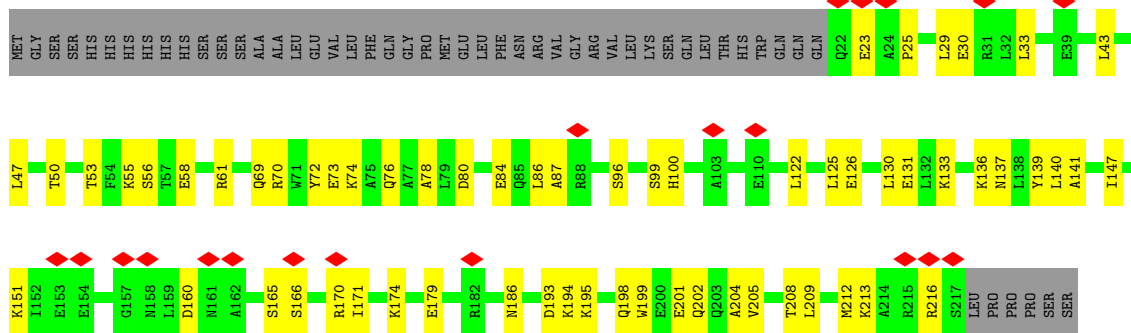 MET GLY SER SER HIS HIS HIS HIS HIS HIS SER SER SER ALA ALA LEU GLU VAL LEU PHE GLN GLY PRO MET GLU LEU PHE ASN ARG VAL GLY ARG VAL LEU LYS SER GLN LEU THR HIS TRP GLN GLN GLN Q22 E23 A24 P25 L29 E30 R31 L32 L33 E39 L43
L47 T50 T53 F54 K55 S56 T57 E58 R61 Q69 R70 W71 Y72 E73 K74 A75 Q76 A77 A78 L79 D80 E84 Q85 L86 A87 R88 S96 S99 H100 A103 E110 L122 L125 E126 L130 E131 L132 K133 K136 N137 L138 Y139 L140 A141 I147
K151 I152 E153 E154 G157 N158 L159 D160 N161 A162 S165 S166 R170 I171 K174 E179 R182 N186 D193 K194 K195 Q198 W199 E200 E201 Q202 Q203 A204 V205 T208 L209 M212 K213 A214 R215 R216 S217 LEU PRO PRO PRO SER SER